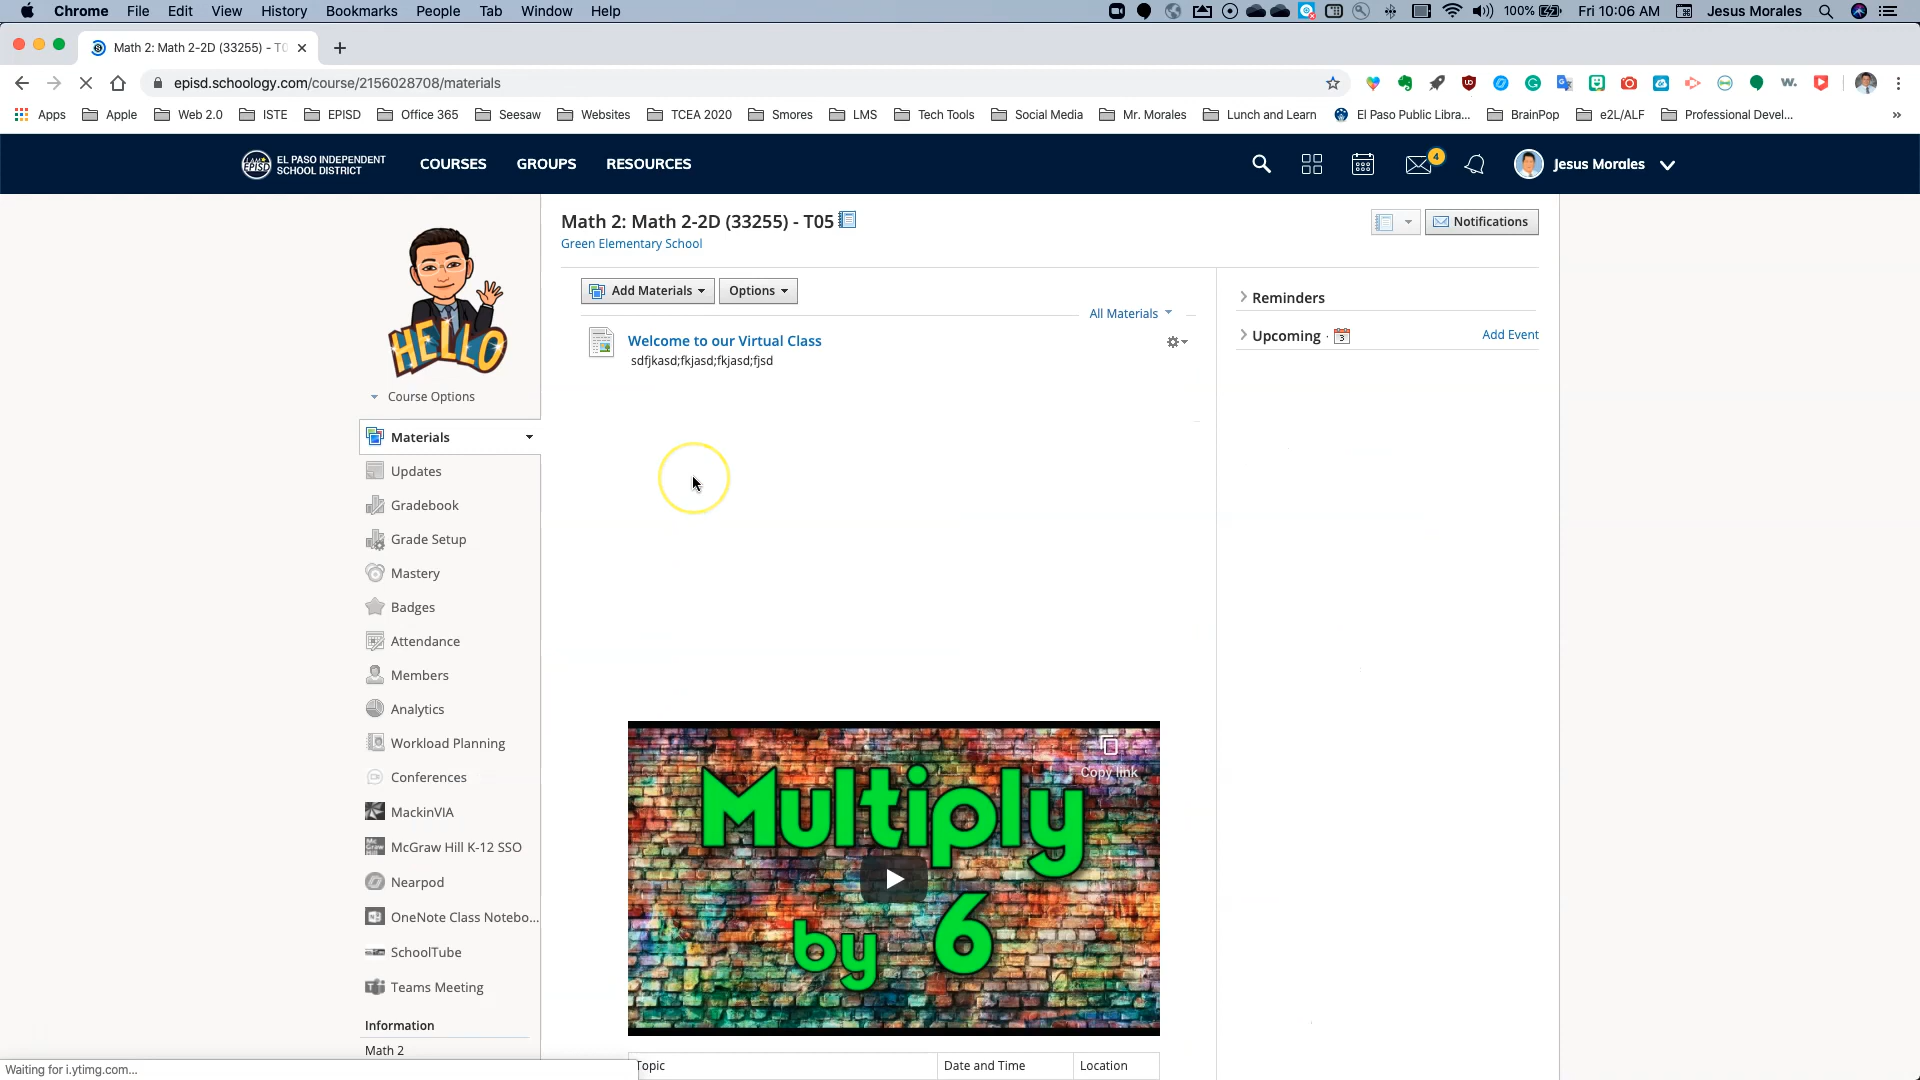 Chrome File Edit View History Bookmarks People Tab Window Help 100% Fri 10:06 AM Jesus Morales
Math 2: Math 2-2D (33255) - T0
episd.schoology.com/course/2156028708/materials
Apps Apple Web 2.0 ISTE EPISD Office 365 Seesaw Websites TCEA 2020 Smores LMS Tech Tools Social Media Mr. Morales Lunch and Learn El Paso Public Libra... BrainPop e2L/ALF Professional Devel... »
EL PASO INDEPENDENT
SCHOOL DISTRICT
COURSES GROUPS RESOURCES 4 Jesus Morales
Math 2: Math 2-2D (33255) - T05
Notifications
Green Elementary School
HELLO
Course Options
Materials
Updates
Gradebook
Grade Setup
Mastery
Badges
Attendance
Members
Analytics
Workload Planning
Conferences
MackinVIA
McGraw Hill K-12 SSO
Nearpod
OneNote Class Notebo...
SchoolTube
Teams Meeting
Information
Math 2
Add Materials Options
All Materials
Welcome to our Virtual Class
sdfjkasd;fkjasd;fkjasd;fjsd
Copy link
Multiply
by 6
Topic Date and Time Location
Reminders
Upcoming · 3 Add Event
Waiting for i.ytimg.com...